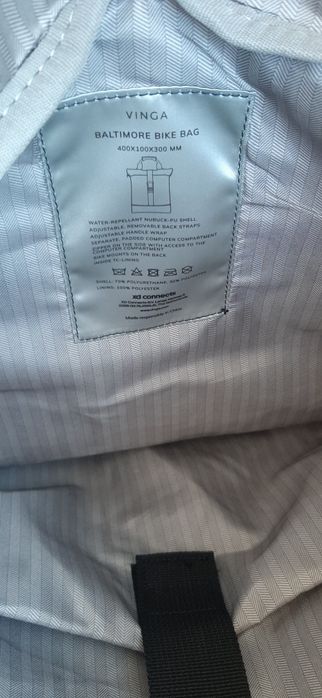 VINGA
BALTIMORE BIKE BAG
400X100X300 MM
WATER-REPELLANT NUBUCK-PU SHELL
ADJUSTABLE, REMOVABLE BACK STRAPS
ADJUSTABLE HANDLE WRAP
SEPARATE, PADDED COMPUTER COMPARTMENT
ZIPPER ON THE SIDE WITH ACCESS TO THE
COMPUTER COMPARTMENT
BIKE MOUNTS ON THE BACK
INSIDE TC-LINING
SHELL: 70% POLYURETHANE, 30% POLYESTER
LINING: 100% POLYESTER
xd connects
Made responsibly in China